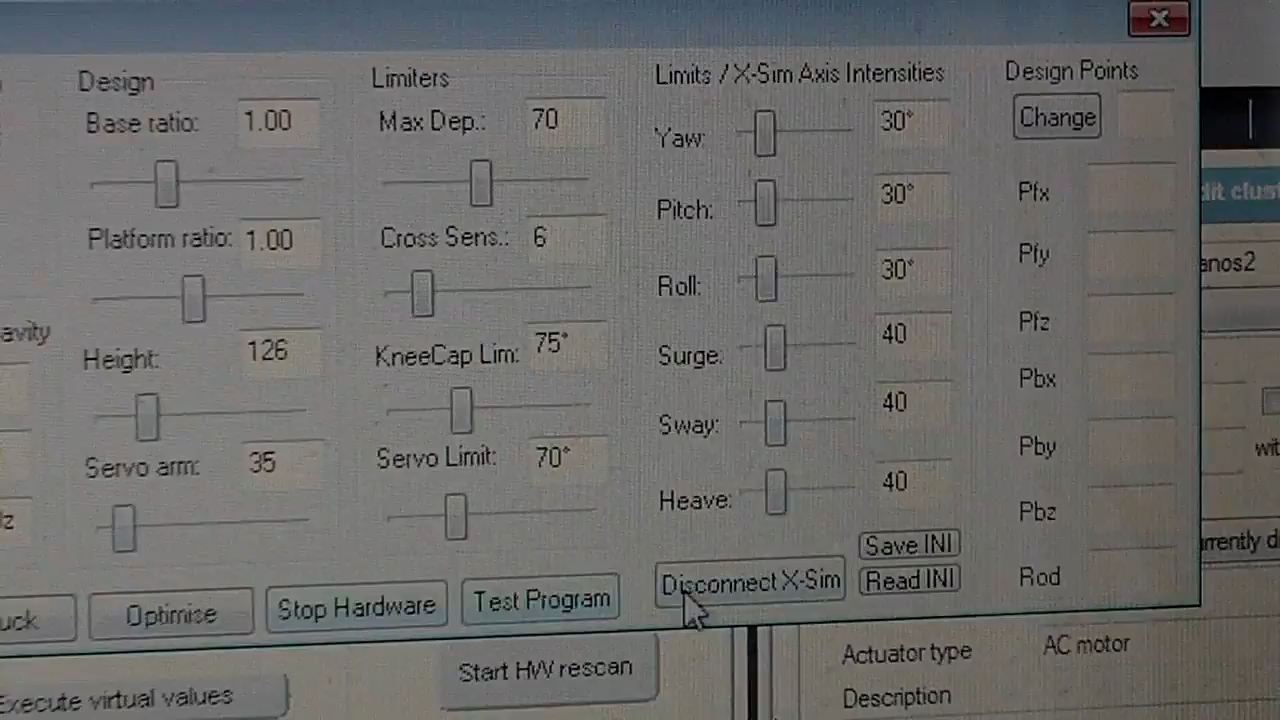 Design
Base ratio: 1.00
Platform ratio: 1.00
Height: 126
Servo arm: 35
Limiters
Max Dep.: 70
Cross Sens.: 6
KneeCap Lim: 75°
Servo Limit: 70°
Limits / X-Sim Axis Intensities
Yaw: 30°
Pitch: 30°
Roll: 30°
Surge: 40
Sway: 40
Heave: 40
Design Points
Change
Pfx
Pfy
Pfz
Pbx
Pby
Pbz
Rod
Save INI
Read INI
Optimise
Stop Hardware
Test Program
Disconnect X-Sim
Execute virtual values
Start HW rescan
Actuator type AC motor
Description